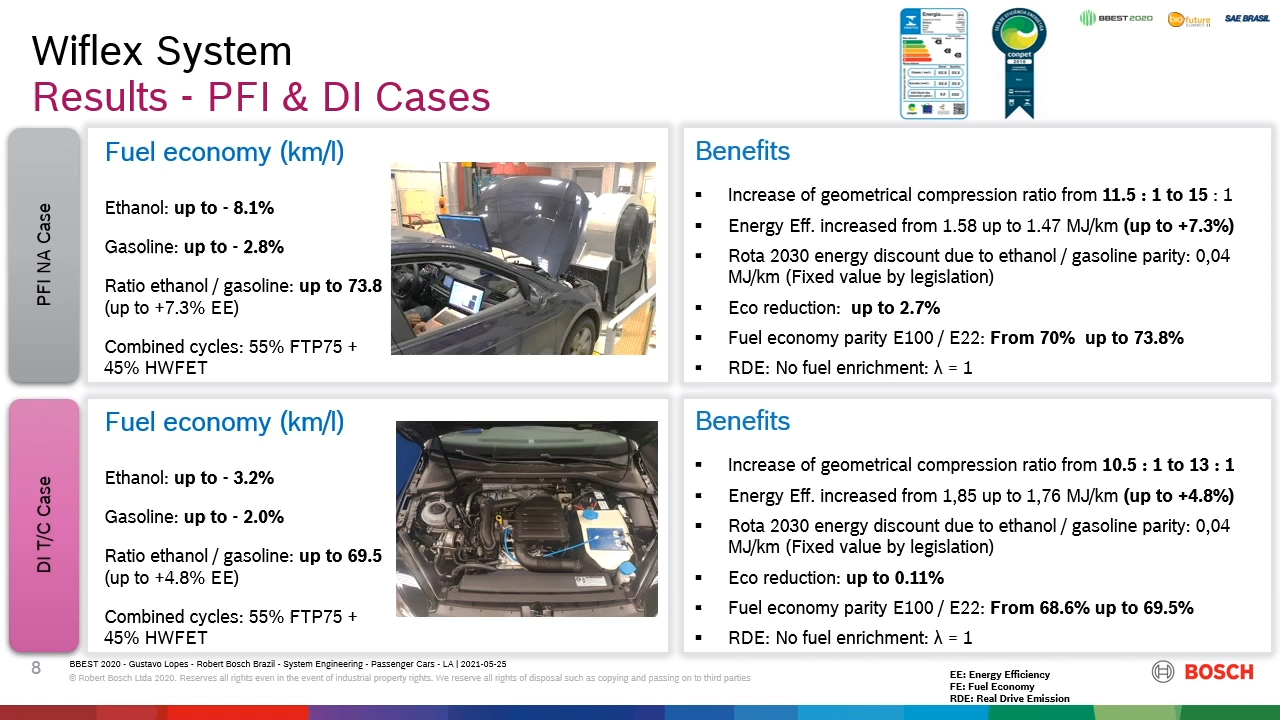 Wiflex System
Results - PFI & DI Cases
Energia
conpet
BBEST2020
biofuture
SAE BRASIL
PFI NA Case
Fuel economy (km/l)
Ethanol: up to - 8.1%
Gasoline: up to - 2.8%
Ratio ethanol / gasoline: up to 73.8
(up to +7.3% EE)
Combined cycles: 55% FTP75 +
45% HWFET
Benefits
▪ Increase of geometrical compression ratio from 11.5 : 1 to 15 : 1
▪ Energy Eff. increased from 1.58 up to 1.47 MJ/km (up to +7.3%)
▪ Rota 2030 energy discount due to ethanol / gasoline parity: 0,04
MJ/km (Fixed value by legislation)
▪ Eco reduction: up to 2.7%
▪ Fuel economy parity E100 / E22: From 70% up to 73.8%
▪ RDE: No fuel enrichment: λ = 1
DI T/C Case
Fuel economy (km/l)
Ethanol: up to - 3.2%
Gasoline: up to - 2.0%
Ratio ethanol / gasoline: up to 69.5
(up to +4.8% EE)
Combined cycles: 55% FTP75 +
45% HWFET
Benefits
▪ Increase of geometrical compression ratio from 10.5 : 1 to 13 : 1
▪ Energy Eff. increased from 1,85 up to 1,76 MJ/km (up to +4.8%)
▪ Rota 2030 energy discount due to ethanol / gasoline parity: 0,04
MJ/km (Fixed value by legislation)
▪ Eco reduction: up to 0.11%
▪ Fuel economy parity E100 / E22: From 68.6% up to 69.5%
▪ RDE: No fuel enrichment: λ = 1
8
BBEST 2020 - Gustavo Lopes - Robert Bosch Brazil - System Engineering - Passenger Cars - LA | 2021-05-25
© Robert Bosch Ltda 2020. Reserves all rights even in the event of industrial property rights. We reserve all rights of disposal such as copying and passing on to third parties
EE: Energy Efficiency
FE: Fuel Economy
RDE: Real Drive Emission
BOSCH